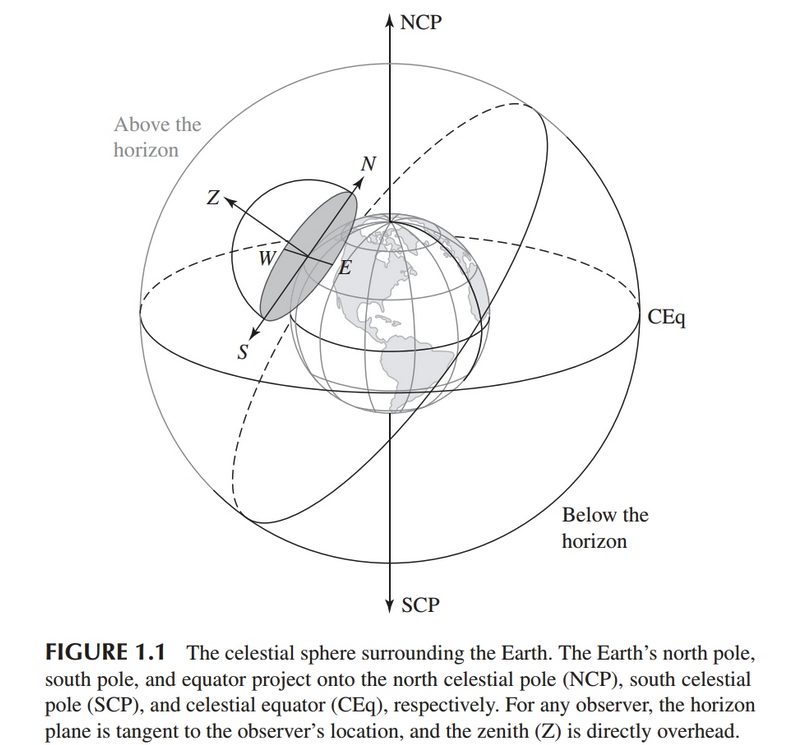 NCP
Above the
horizon
N
Z
W
E
CEq
S
Below the
horizon
SCP
FIGURE 1.1 The celestial sphere surrounding the Earth. The Earth’s north pole,
south pole, and equator project onto the north celestial pole (NCP), south celestial
pole (SCP), and celestial equator (CEq), respectively. For any observer, the horizon
plane is tangent to the observer’s location, and the zenith (Z) is directly overhead.